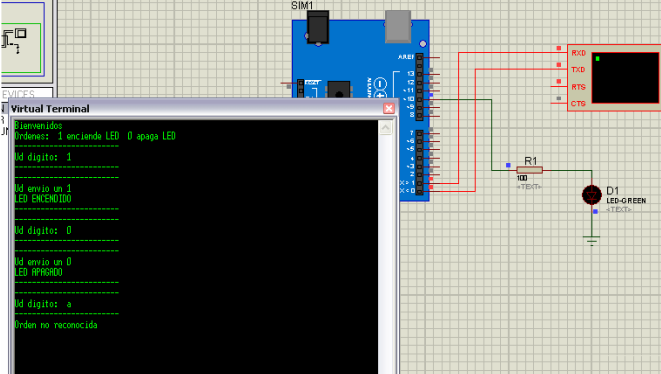 SIM1
AREF
13
12
~11
~10
~9
8
7
~6
~5
4
~3
2
1
0
RXD
TXD
RTS
CTS
R1
100
<TEXT>
D1
LED-GREEN
<TEXT>
EVICES
Virtual Terminal
Bienvenidos
Ordenes: 1 enciende LED 0 apaga LED
------------------------
Ud digito: 1
------------------------
------------------------
Ud envio un 1
LED ENCENDIDO
------------------------
------------------------
Ud digito: 0
------------------------
------------------------
Ud envio un 0
LED APAGADO
------------------------
------------------------
Ud digito: a
------------------------
Orden no reconocida